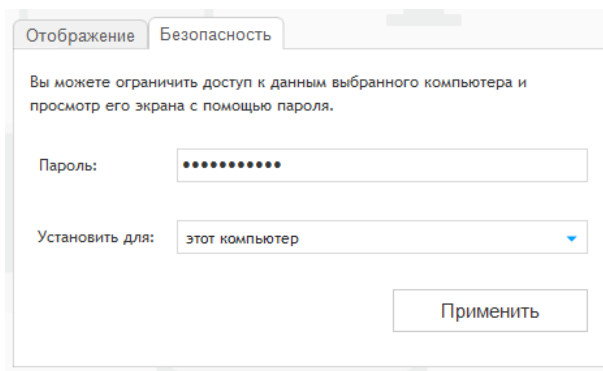 Отображение Безопасность
Вы можете ограничить доступ к данным выбранного компьютера и
просмотр его экрана с помощью пароля.
Пароль: •••••••••••
Установить для: этот компьютер
Применить